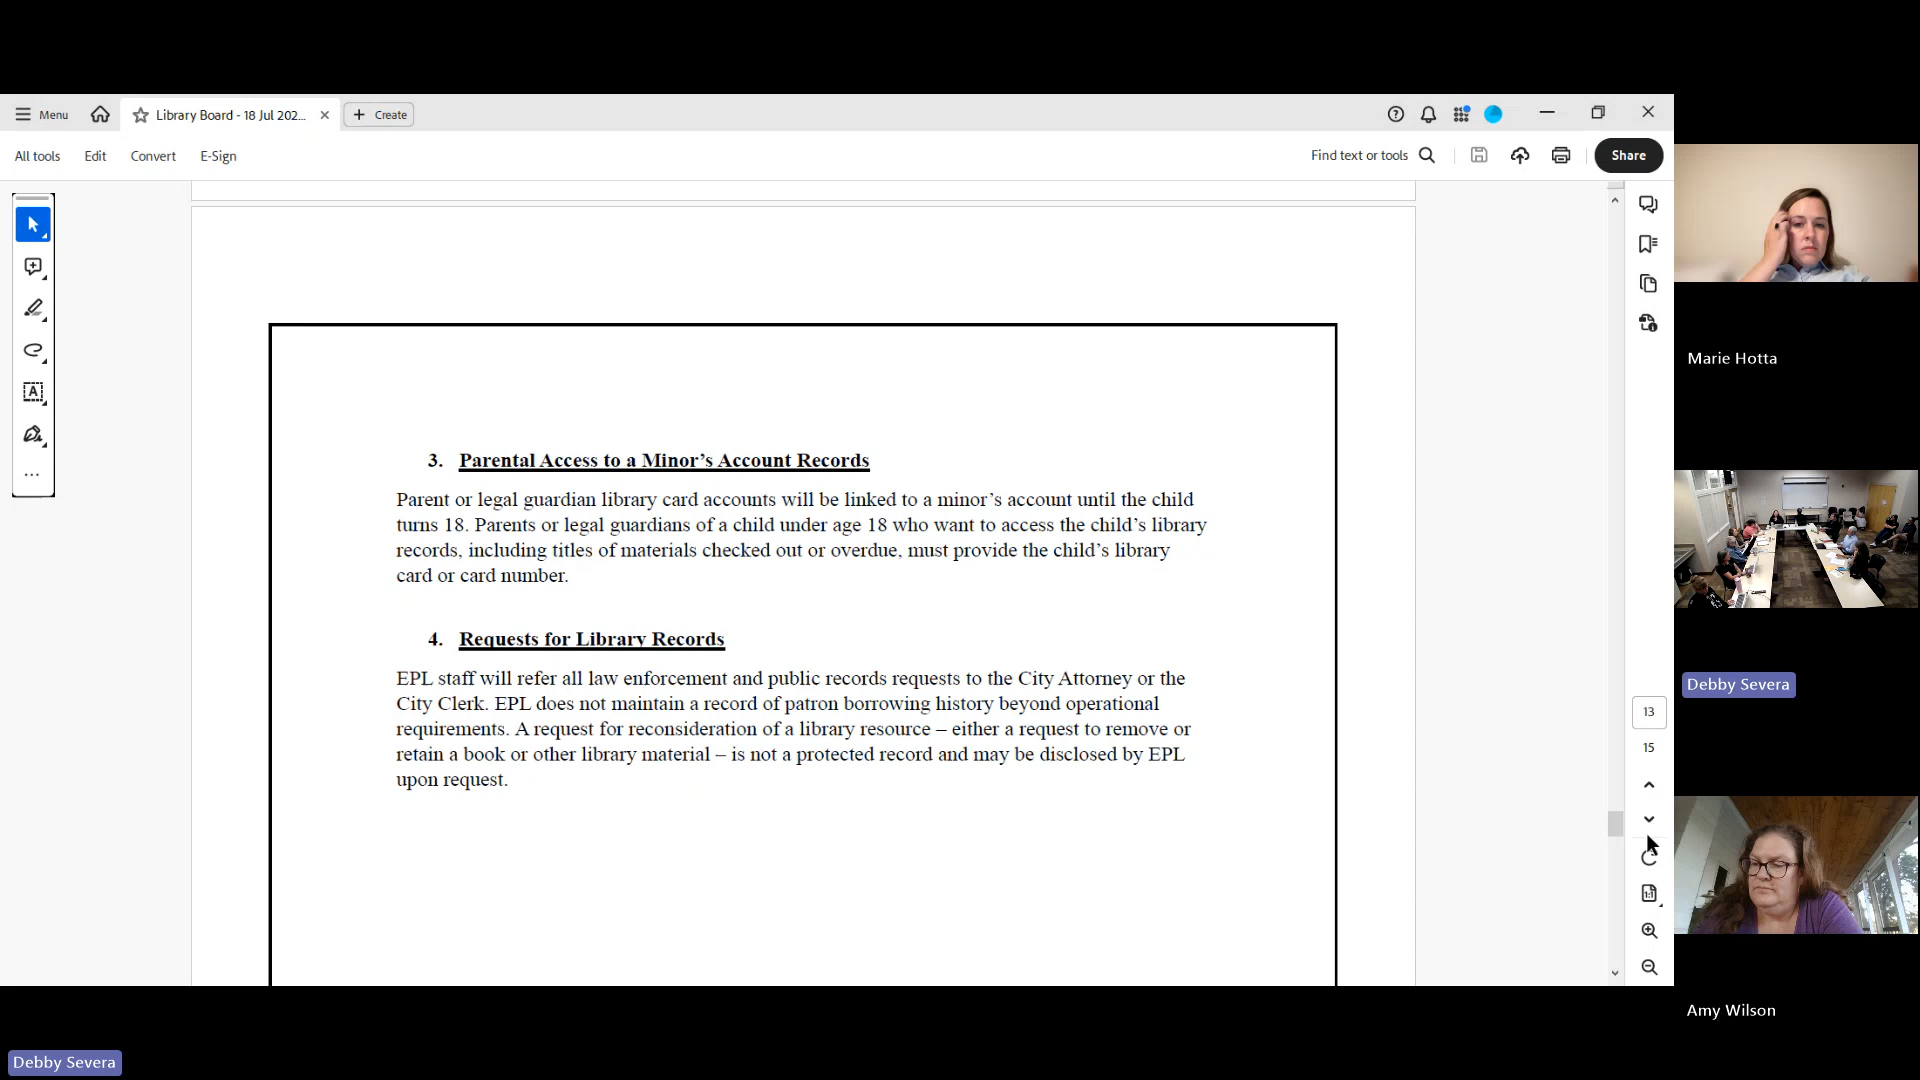 Menu
Library Board - 18 Jul 202...
Create
All tools
Edit
Convert
E-Sign
Find text or tools
Share
3. Parental Access to a Minor’s Account Records
Parent or legal guardian library card accounts will be linked to a minor’s account until the child
turns 18. Parents or legal guardians of a child under age 18 who want to access the child’s library
records, including titles of materials checked out or overdue, must provide the child’s library
card or card number.
4. Requests for Library Records
EPL staff will refer all law enforcement and public records requests to the City Attorney or the
City Clerk. EPL does not maintain a record of patron borrowing history beyond operational
requirements. A request for reconsideration of a library resource – either a request to remove or
retain a book or other library material – is not a protected record and may be disclosed by EPL
upon request.
13
15
Marie Hotta
Debby Severa
Amy Wilson
Debby Severa